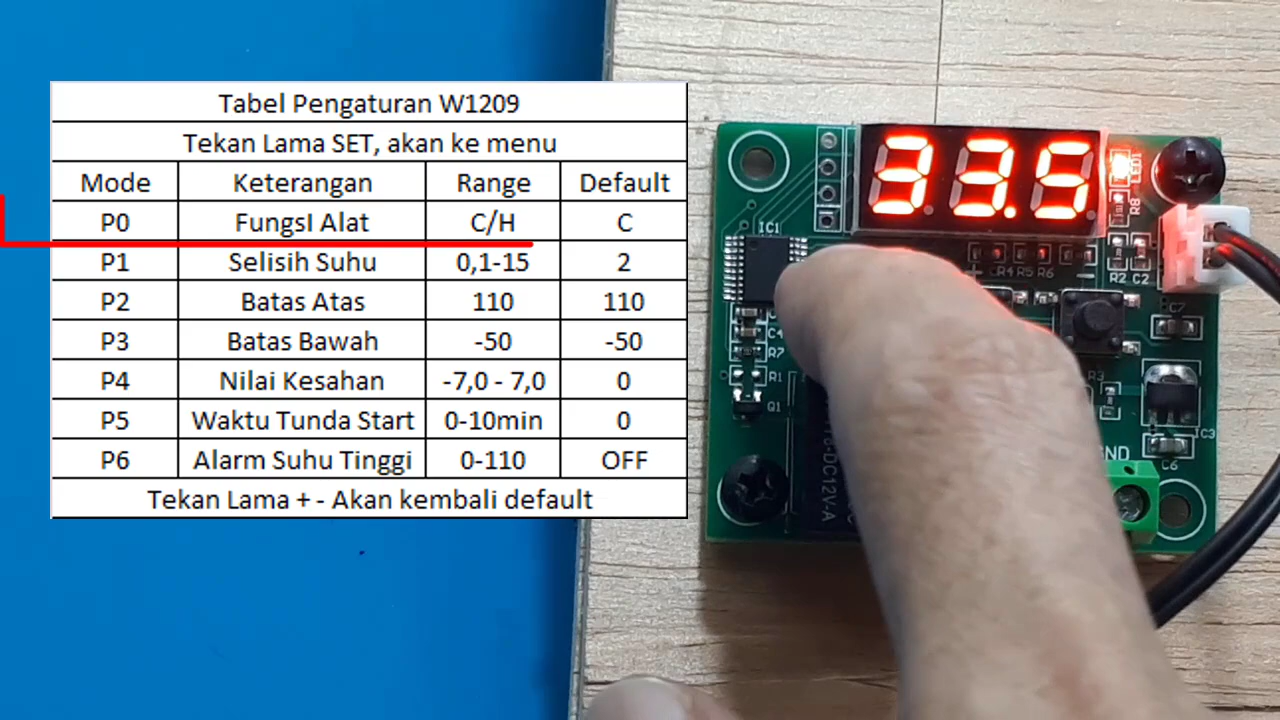 Tabel Pengaturan W1209
Tekan Lama SET, akan ke menu
Mode Keterangan Range Default
P0 FungsI Alat C/H C
P1 Selisih Suhu 0,1-15 2
P2 Batas Atas 110 110
P3 Batas Bawah -50 -50
P4 Nilai Kesahan -7,0 - 7,0 0
P5 Waktu Tunda Start 0-10min 0
P6 Alarm Suhu Tinggi 0-110 OFF
Tekan Lama + - Akan kembali default
33.5
LED1
R8
IC1
+
R4 R5 R6
-
R2 C2
C7
C4
R7
R1
Q1
R3
IC3
C6
GND